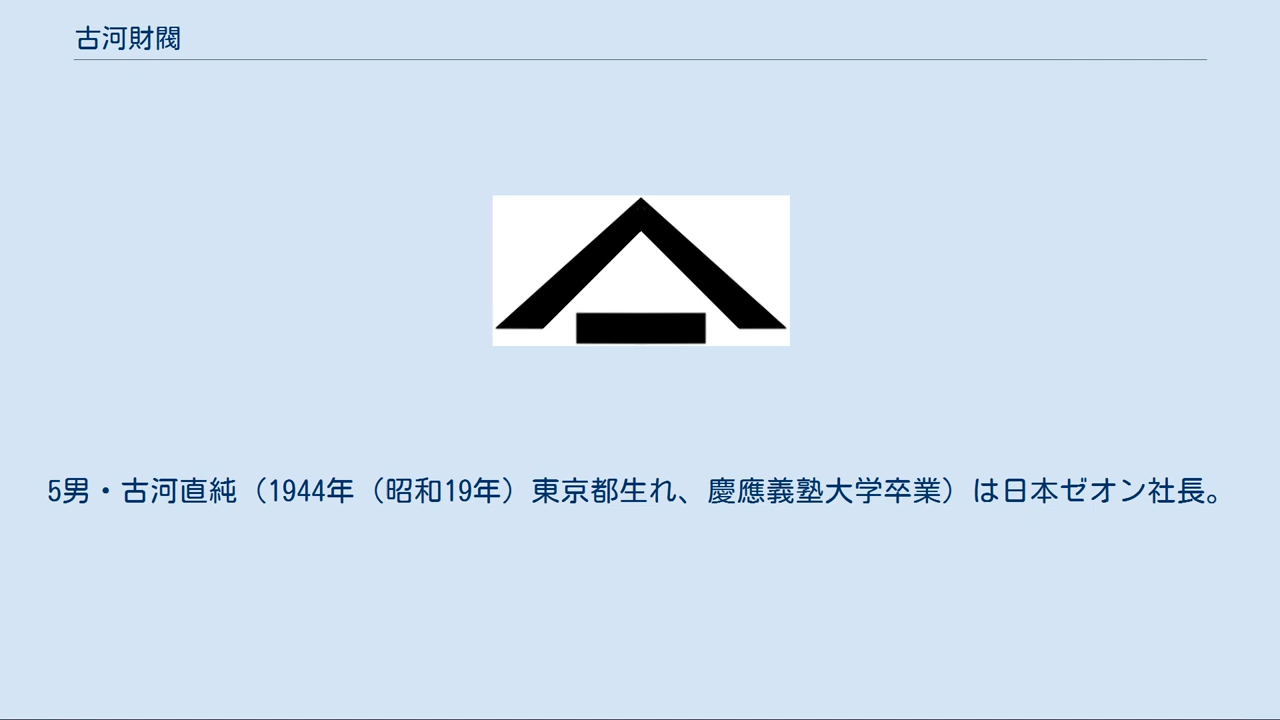 古河財閥
5男・古河直純（1944年（昭和19年）東京都生れ、慶應義塾大学卒業）は日本ゼオン社長。